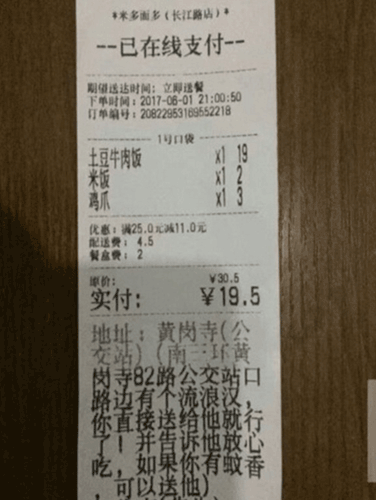 *米多面多(长江路店)*
--已在线支付--
期望送达时间: 立即送餐
下单时间: 2017-06-01 21:00:50
订单编号: 20822953169552218
1号口袋
土豆牛肉饭 x1 19
米饭 x1 2
鸡爪 x1 3
优惠: 满25.0元减11.0元
配送费: 4.5
餐盒费: 2
原价: ￥30.5
实付: ￥19.5
地址: 黄岗寺(公
交站)(南三环黄
岗寺82路公交站口
路边有个流浪汉,
你直接送给他就行
了! 并告诉他放心
吃, 如果你有蚊香
, 可以送他)